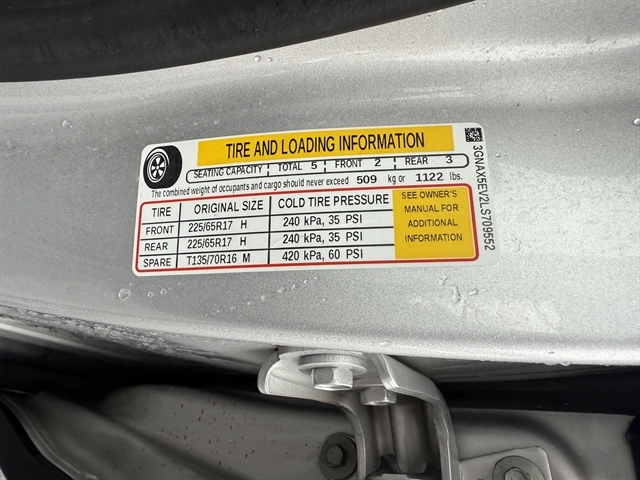 TIRE AND LOADING INFORMATION
SEATING CAPACITY TOTAL 5 FRONT 2 REAR 3
The combined weight of occupants and cargo should never exceed 509 kg or 1122 lbs.
TIRE ORIGINAL SIZE COLD TIRE PRESSURE
FRONT 225/65R17 H 240 kPa, 35 PSI
REAR 225/65R17 H 240 kPa, 35 PSI
SPARE T135/70R16 M 420 kPa, 60 PSI
SEE OWNER'S
MANUAL FOR
ADDITIONAL
INFORMATION
3GNAX5EV2LS709552